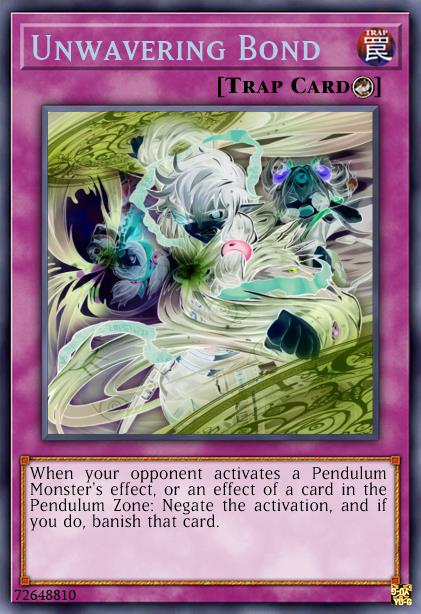 Unwavering Bond
TRAP
罠
[Trap Card]
When your opponent activates a Pendulum
Monster's effect, or an effect of a card in the
Pendulum Zone: Negate the activation, and if
you do, banish that card.
72648810